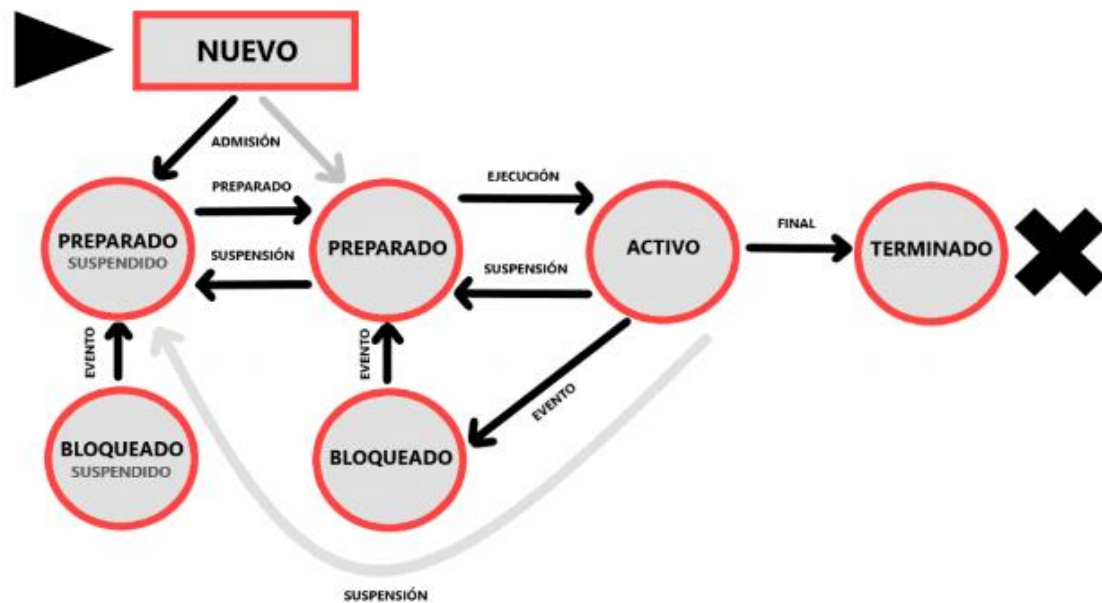 NUEVO
ADMISIÓN
PREPARADO
EJECUCIÓN
FINAL
PREPARADO
SUSPENDIDO
SUSPENSIÓN
PREPARADO
SUSPENSIÓN
ACTIVO
TERMINADO
EVENTO
EVENTO
EVENTO
BLOQUEADO
SUSPENDIDO
BLOQUEADO
SUSPENSIÓN